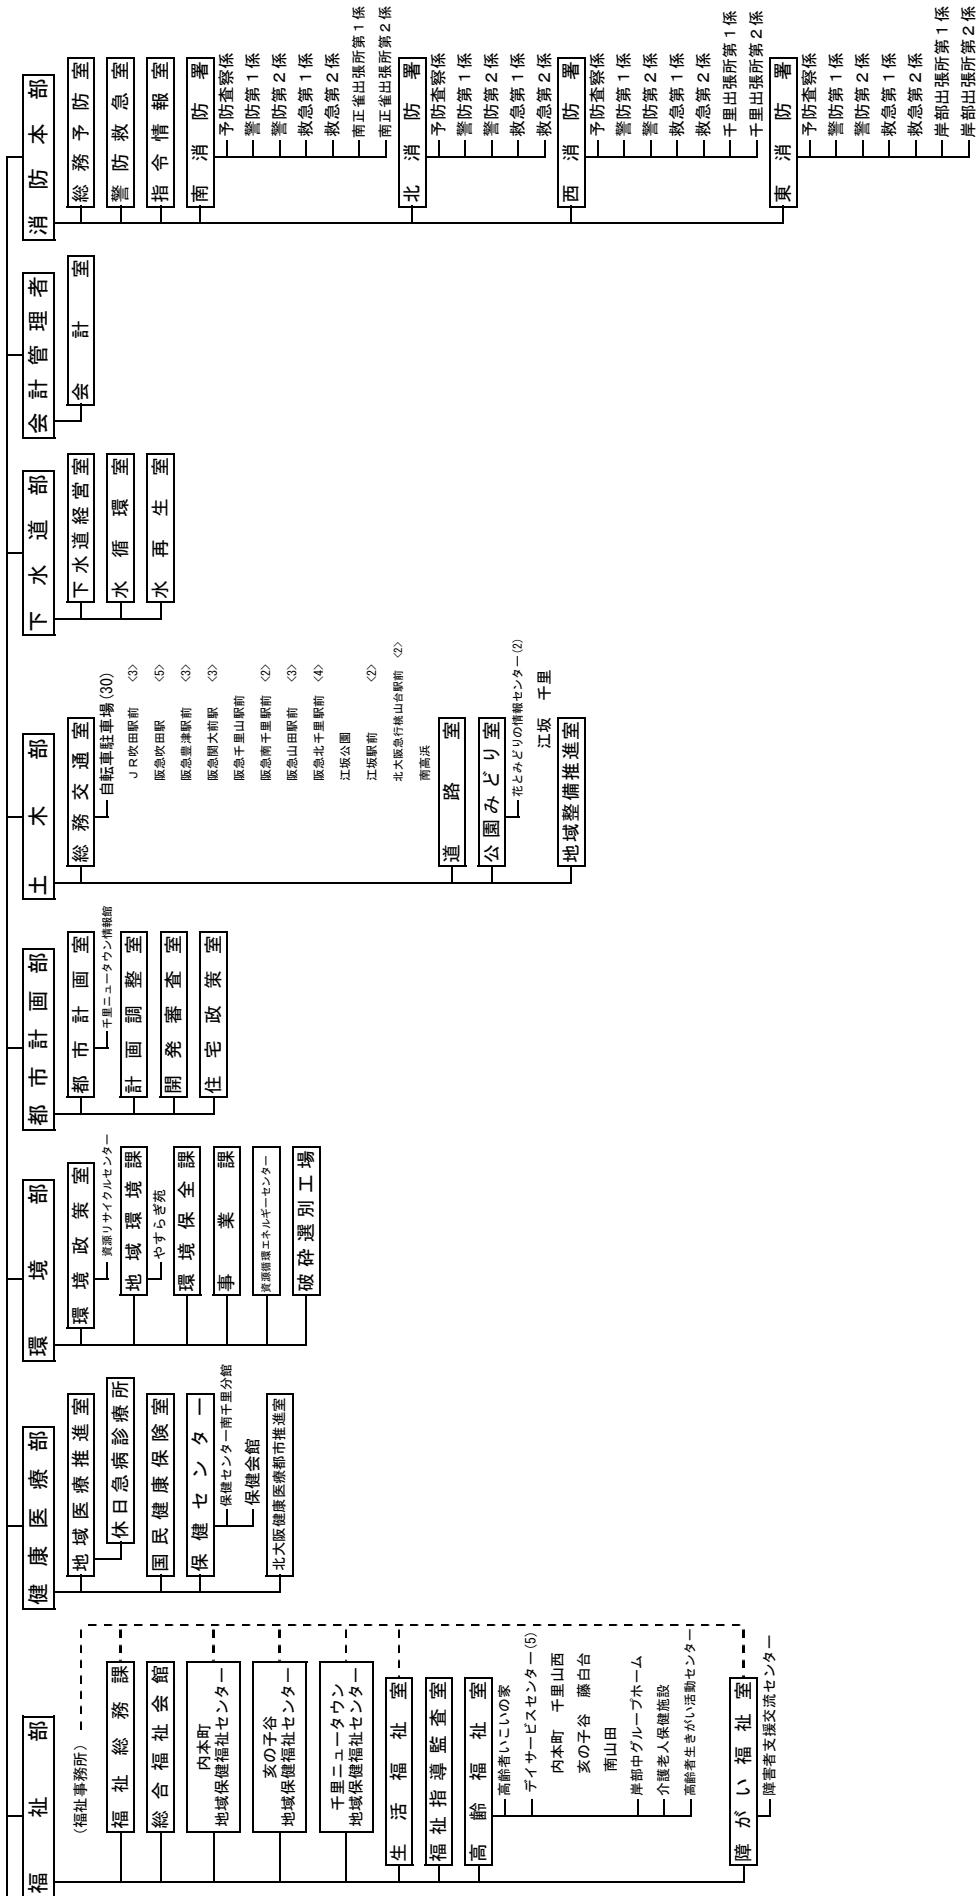 福祉部
(福祉事務所)
福祉総務課
総合福祉会館
内本町
地域保健福祉センター
亥の子谷
地域保健福祉センター
千里ニュータウン
地域保健福祉センター
生活福祉室
福祉指導監査室
高齢福祉室
高齢者いこいの家
デイサービスセンター(5)
内本町 千里山西
亥の子谷 藤白台
南山田
岸部中グループホーム
介護老人保健施設
高齢者生きがい活動センター
障がい福祉室
障害者支援交流センター
健康医療部
地域医療推進室
休日急病診療所
国民健康保険室
保健センター
保健センター南千里分館
保健会館
北大阪健康医療都市推進室
環境部
環境政策室
資源リサイクルセンター
地域環境課
やすらぎ苑
環境保全課
事業課
資源循環エネルギーセンター
破砕選別工場
都市計画部
都市計画室
千里ニュータウン情報館
計画調整室
開発審査室
住宅政策室
土木部
総務交通室
自転車駐車場(30)
JR吹田駅前 〈3〉
阪急吹田駅 〈5〉
阪急豊津駅前 〈3〉
阪急関大前駅 〈3〉
阪急千里山駅前
阪急南千里駅前 〈2〉
阪急山田駅前 〈3〉
阪急北千里駅前 〈4〉
江坂公園
江坂駅前 〈2〉
北大阪急行桃山台駅前 〈2〉
南高浜
道路室
公園みどり室
花とみどりの情報センター(2)
江坂 千里
地域整備推進室
下水道部
下水道経営室
水循環室
水再生室
会計管理者
会計室
消防本部
総務予防室
警防救急室
指令情報室
南消防署
予防査察係
警防第1係
警防第2係
救急第1係
救急第2係
南正雀出張所第1係
南正雀出張所第2係
北消防署
予防査察係
警防第1係
警防第2係
救急第1係
救急第2係
西消防署
予防査察係
警防第1係
警防第2係
救急第1係
救急第2係
千里出張所第1係
千里出張所第2係
東消防署
予防査察係
警防第1係
警防第2係
救急第1係
救急第2係
岸部出張所第1係
岸部出張所第2係